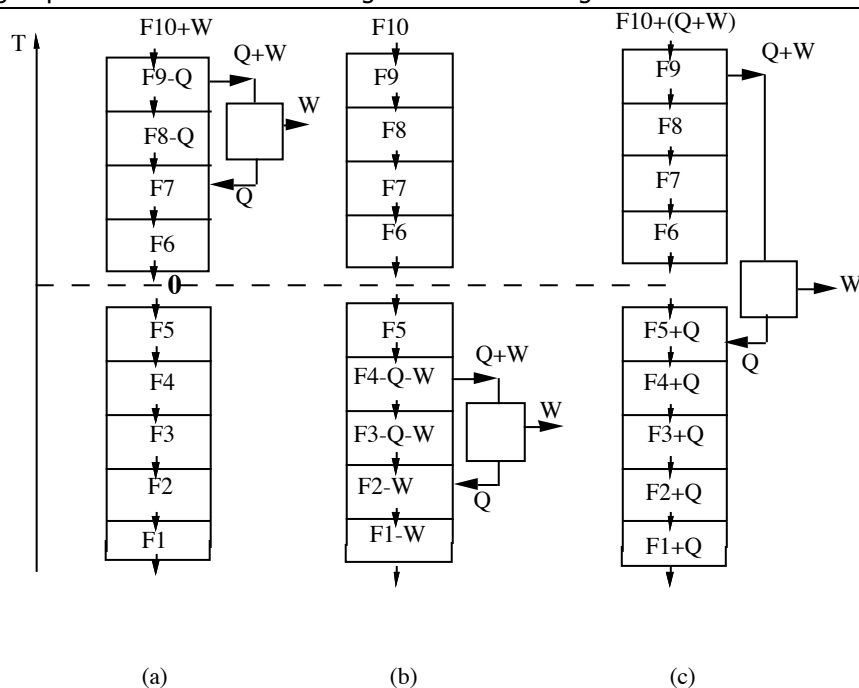 F10+W
F10
F10+(Q+W)
T
F9-Q
Q+W
F9
F9
Q+W
W
F8-Q
F8
F8
F7
Q
F7
F7
F6
F6
F6
0
W
F5
F5
F5+Q
Q+W
Q
F4
F4-Q-W
F4+Q
W
F3
F3-Q-W
F3+Q
F2
F2-W
Q
F2+Q
F1
F1-W
F1+Q
(a)
(b)
(c)